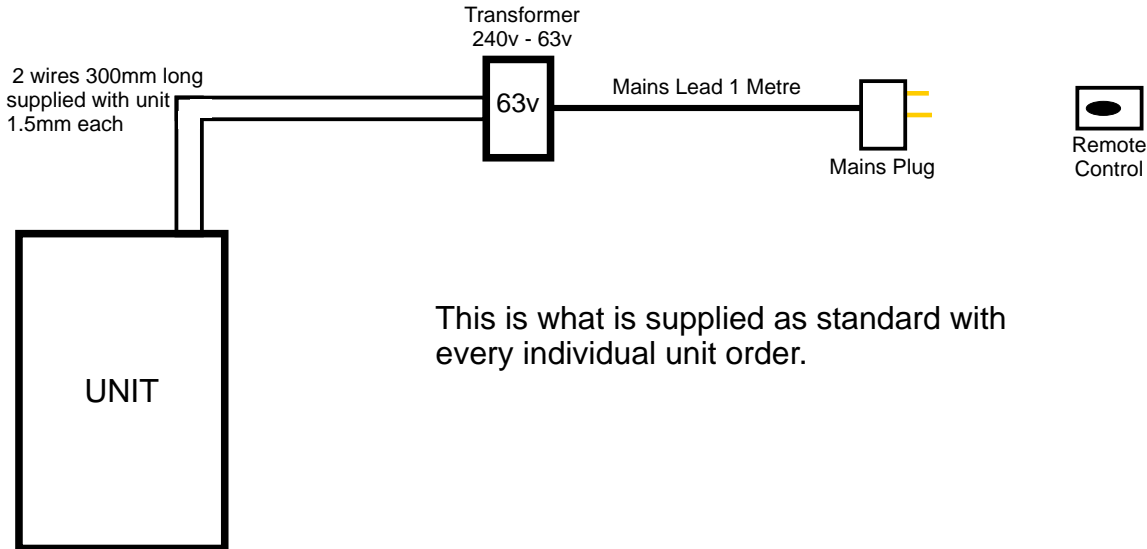 Transformer
240v - 63v
2 wires 300mm long
supplied with unit
1.5mm each
63v
Mains Lead 1 Metre
Mains Plug
Remote
Control
This is what is supplied as standard with
every individual unit order.
UNIT